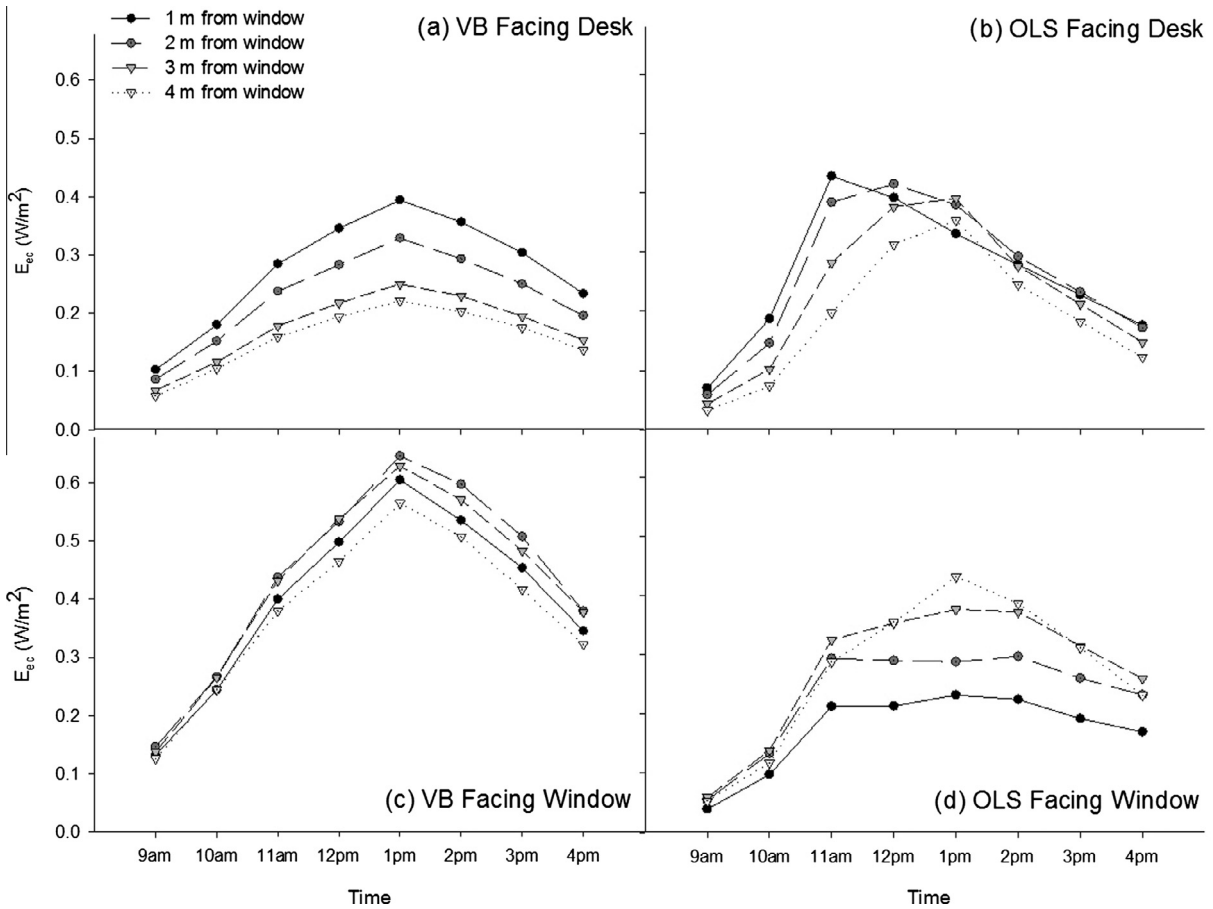 1 m from window
2 m from window
3 m from window
4 m from window
(a) VB Facing Desk
(b) OLS Facing Desk
0.6
0.5
0.4
0.3
0.2
0.1
0.0
E_ec (W/m²)
(c) VB Facing Window
(d) OLS Facing Window
0.6
0.5
0.4
0.3
0.2
0.1
0.0
E_ec (W/m²)
9am 10am 11am 12pm 1pm 2pm 3pm 4pm
9am 10am 11am 12pm 1pm 2pm 3pm 4pm
Time
Time